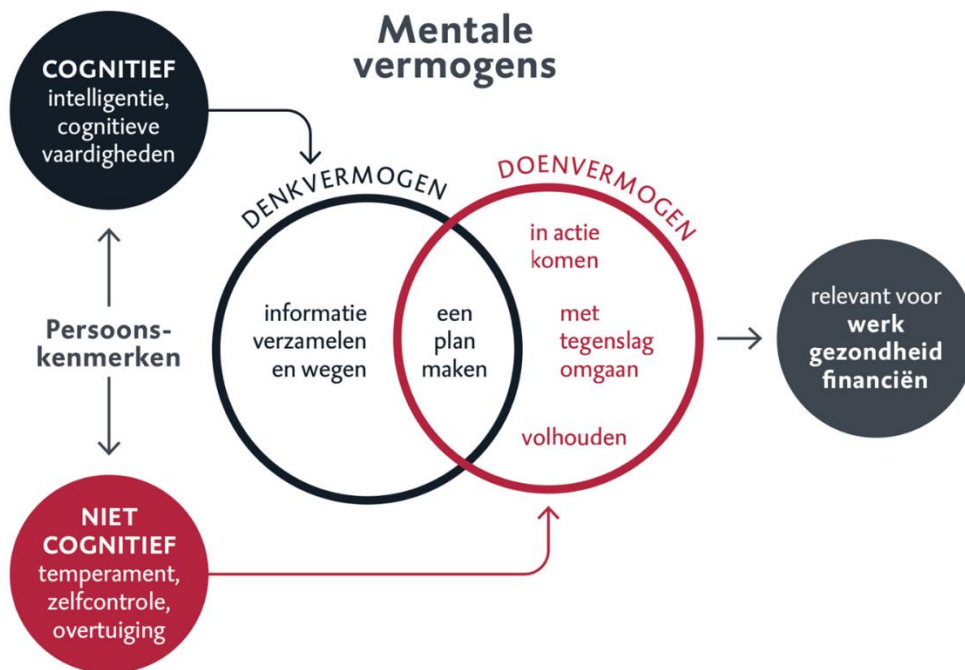 Mentale
vermogens
COGNITIEF
intelligentie,
cognitieve
vaardigheden
Persoons-
kenmerken
NIET
COGNITIEF
temperament,
zelfcontrole,
overtuiging
DENKVERMOGEN
informatie
verzamelen
en wegen
een
plan
maken
DOENVERMOGEN
in actie
komen
met
tegenslag
omgaan
volhouden
relevant voor
werk
gezondheid
financiën